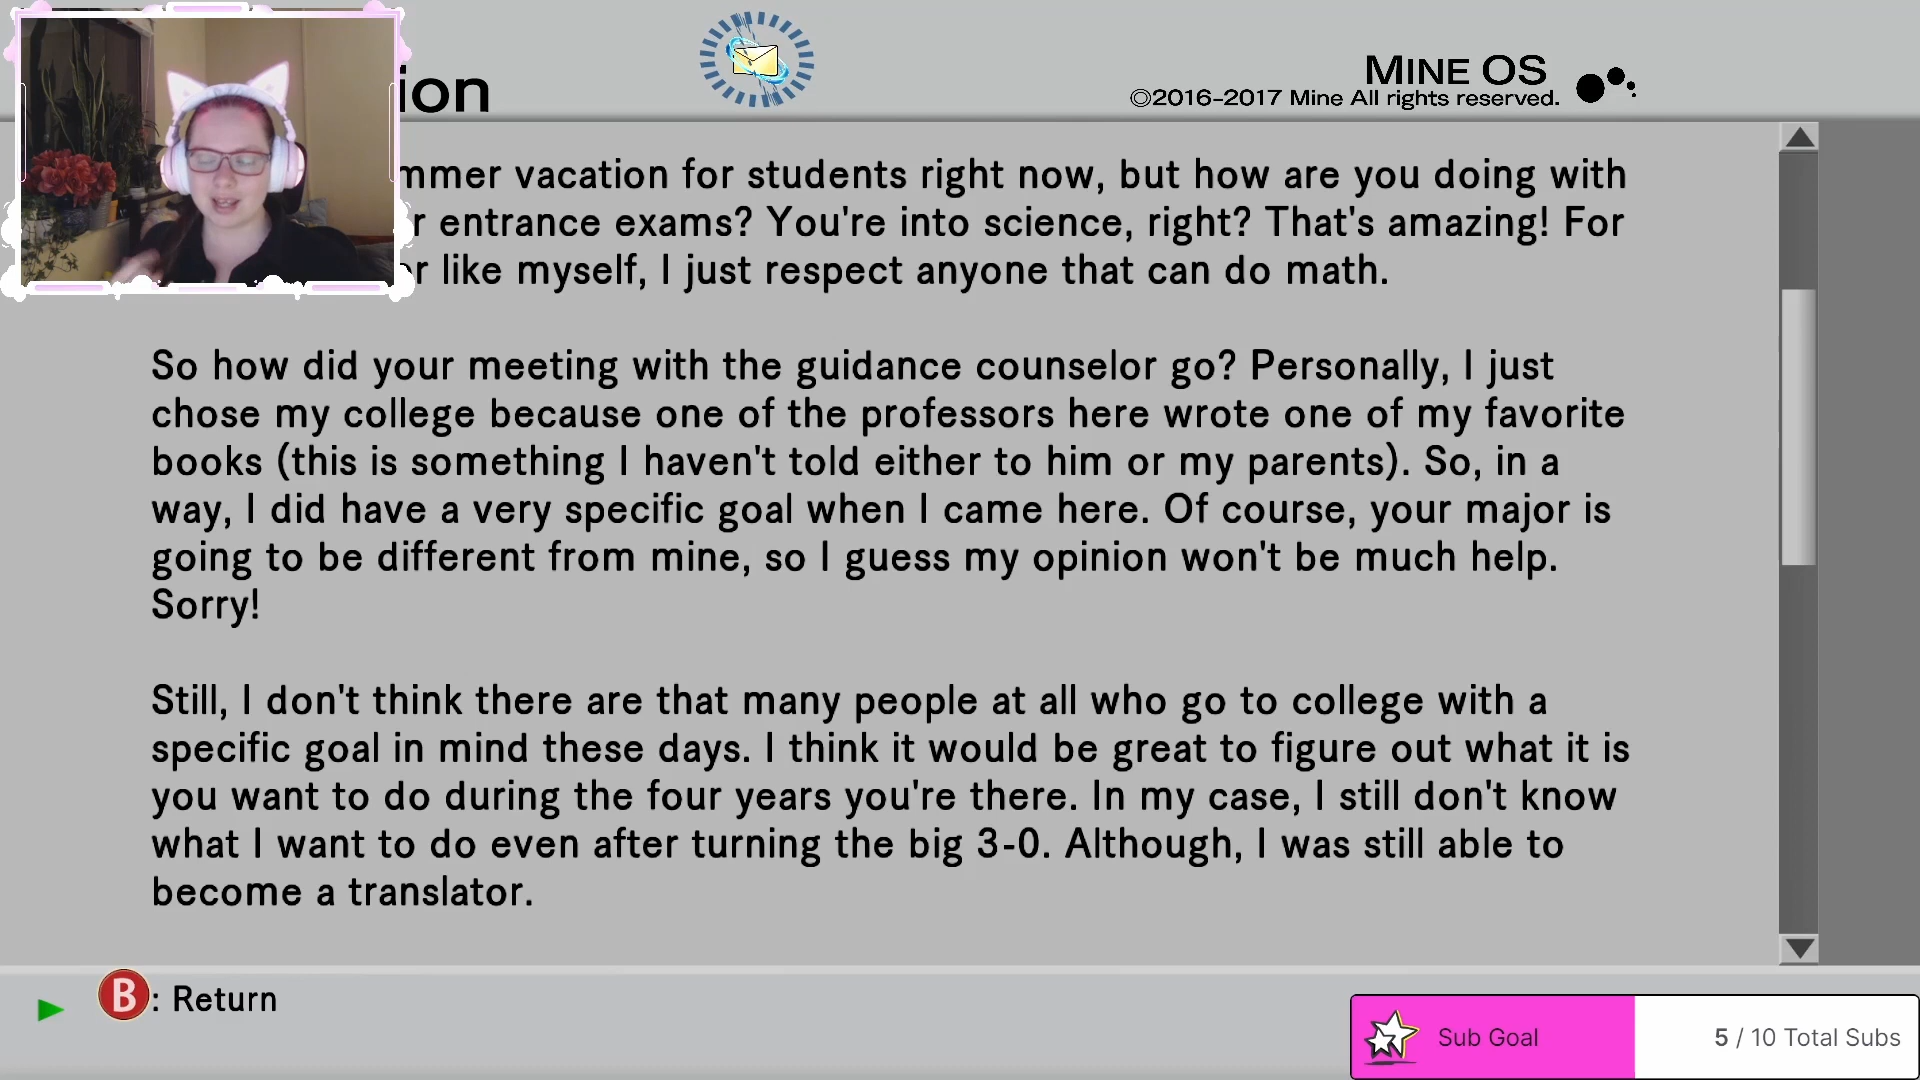 ion
MINE OS
©2016-2017 Mine All rights reserved.
mmer vacation for students right now, but how are you doing with
r entrance exams? You're into science, right? That's amazing! For
or like myself, I just respect anyone that can do math.
So how did your meeting with the guidance counselor go? Personally, I just
chose my college because one of the professors here wrote one of my favorite
books (this is something I haven't told either to him or my parents). So, in a
way, I did have a very specific goal when I came here. Of course, your major is
going to be different from mine, so I guess my opinion won't be much help.
Sorry!
Still, I don't think there are that many people at all who go to college with a
specific goal in mind these days. I think it would be great to figure out what it is
you want to do during the four years you're there. In my case, I still don't know
what I want to do even after turning the big 3-0. Although, I was still able to
become a translator.
B: Return
Sub Goal
5 / 10 Total Subs